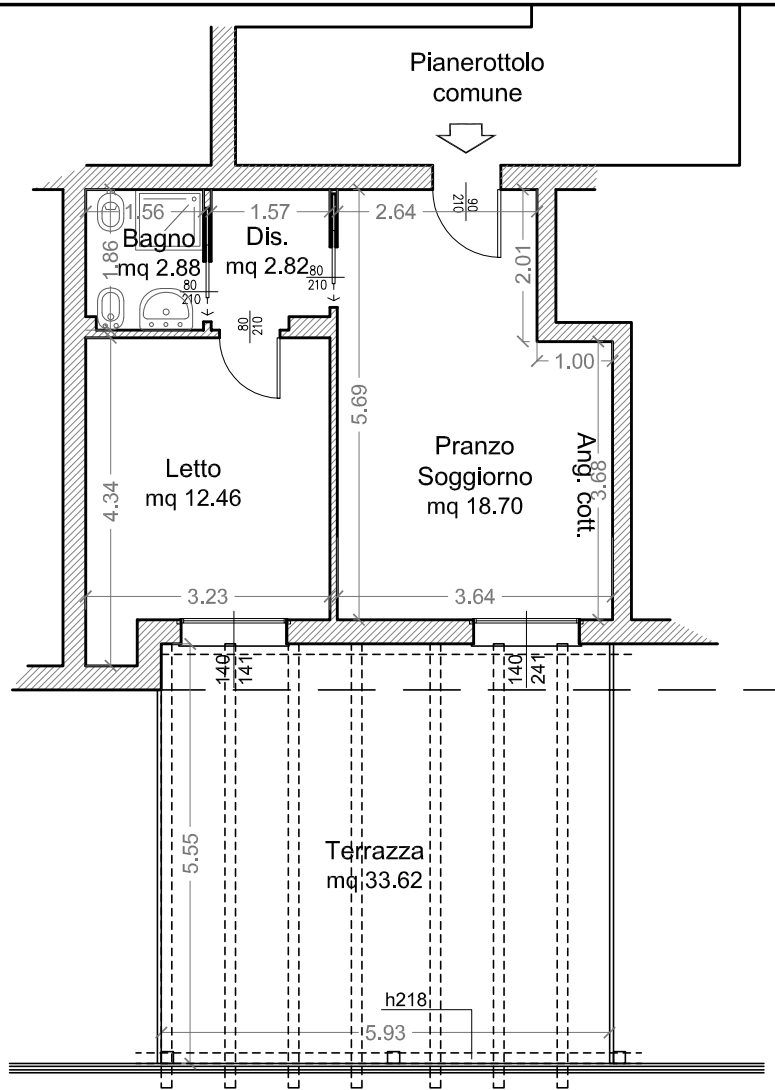 Pianerottolo
comune
90
210
1.56
1.57
2.64
Bagno
mq 2.88
1.86
Dis.
mq 2.82
80
210
80
210
80
210
2.01
1.00
5.69
Letto
mq 12.46
4.34
3.23
Pranzo
Soggiorno
mq 18.70
Ang. cott.
3.68
3.64
140
141
140
241
5.55
Terrazza
mq 33.62
h218
5.93